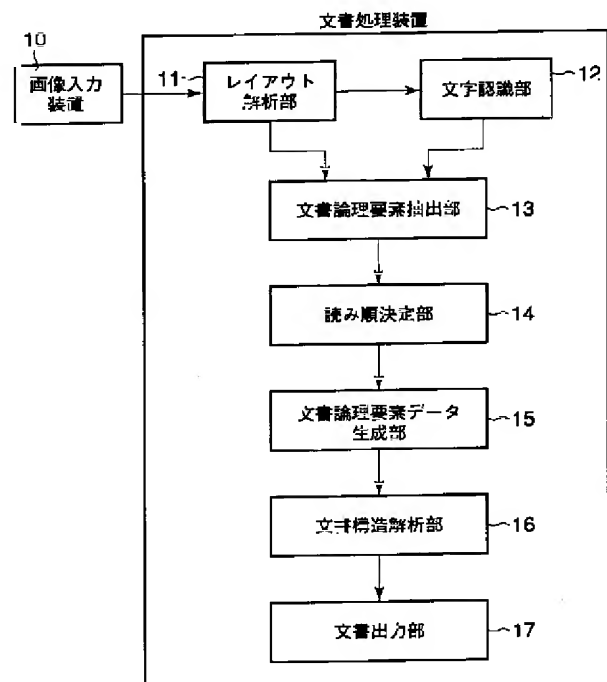 文書処理装置
10
画像入力
装置
11
レイアウト
解析部
文字認識部
12
文書論理要素抽出部
13
読み順決定部
14
文書論理要素データ
生成部
15
文書構造解析部
16
文書出力部
17